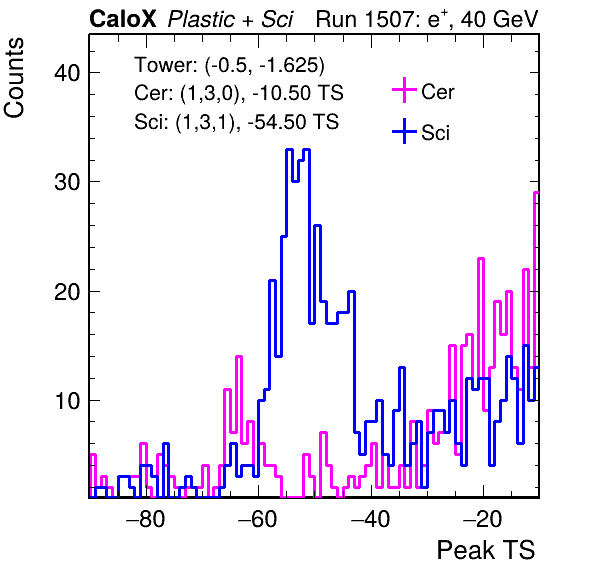 CaloX Plastic + Sci Run 1507: e⁺, 40 GeV
Counts
Tower: (-0.5, -1.625)
Cer: (1,3,0), -10.50 TS
Sci: (1,3,1), -54.50 TS
Cer
Sci
40
30
20
10
−80 −60 −40 −20
Peak TS